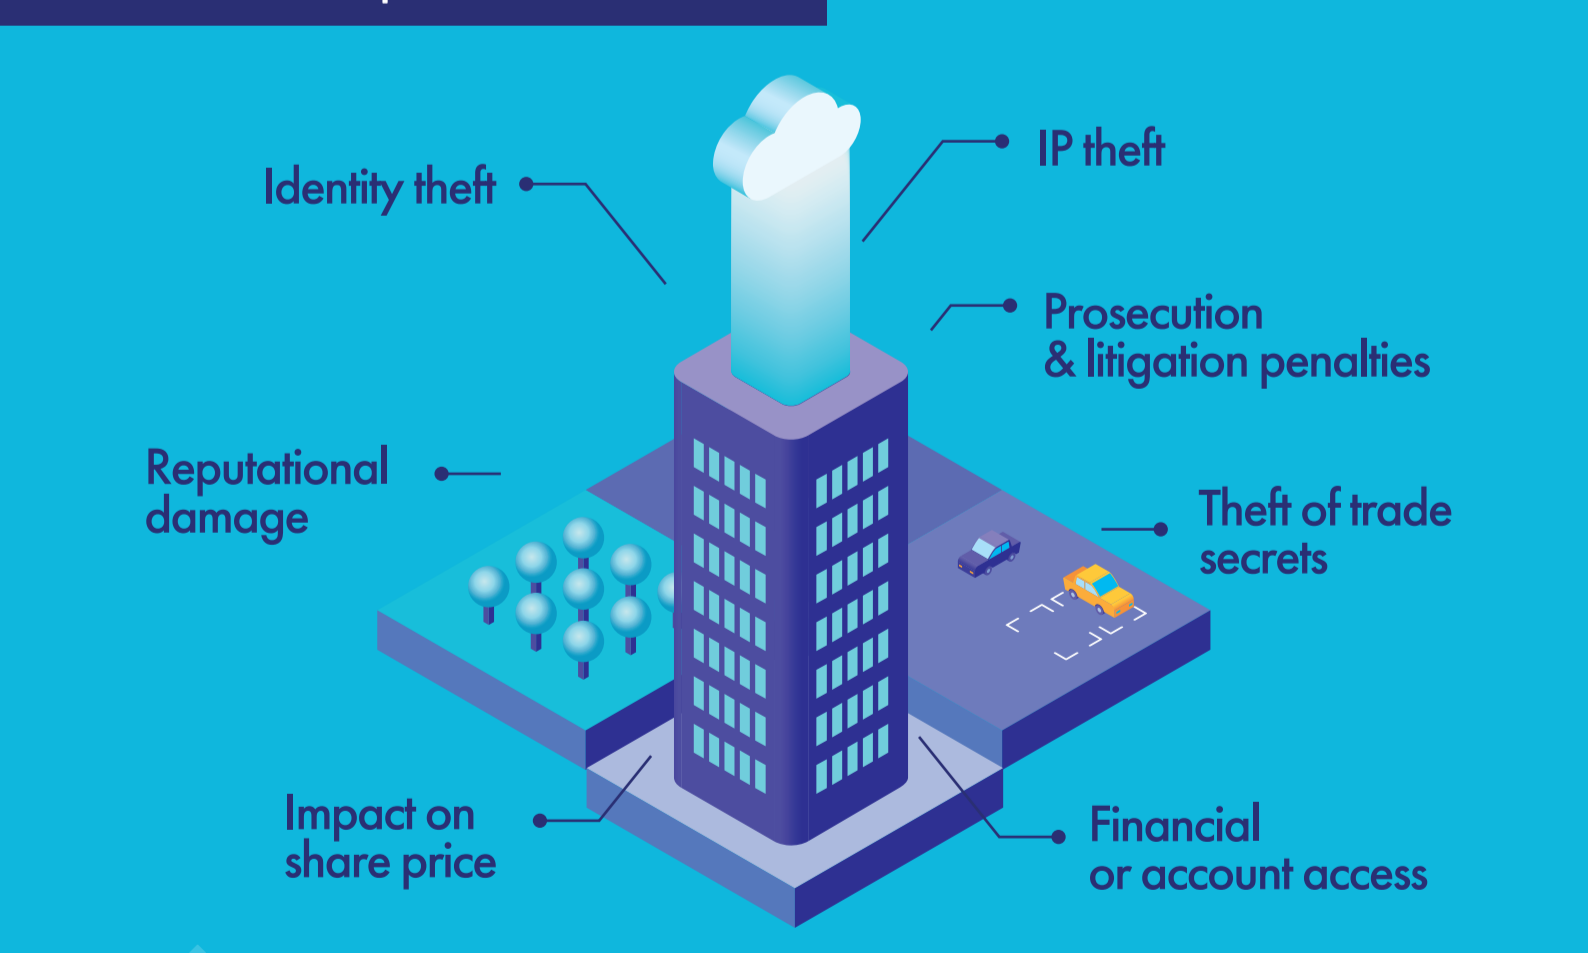 Identity theft
IP theft
Prosecution
& litigation penalties
Reputational
damage
Theft of trade
secrets
Impact on
share price
Financial
or account access